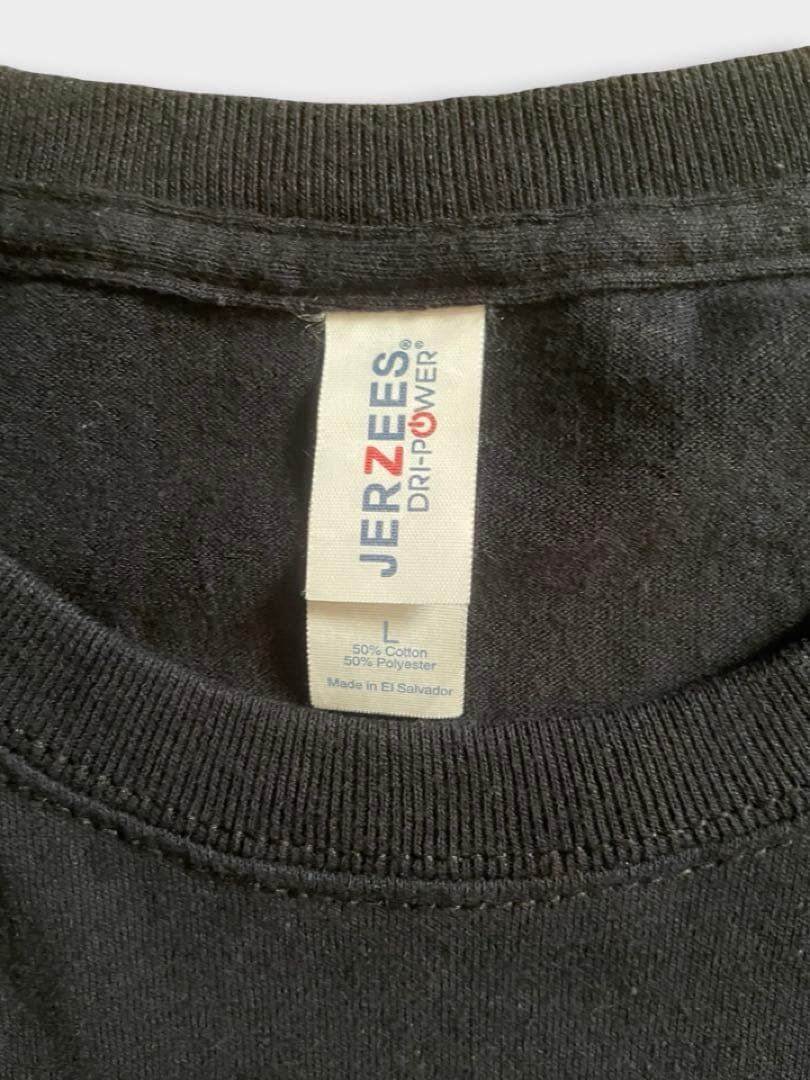 JERZEES®
DRI-POWER®
L
50% Cotton
50% Polyester
Made in El Salvador